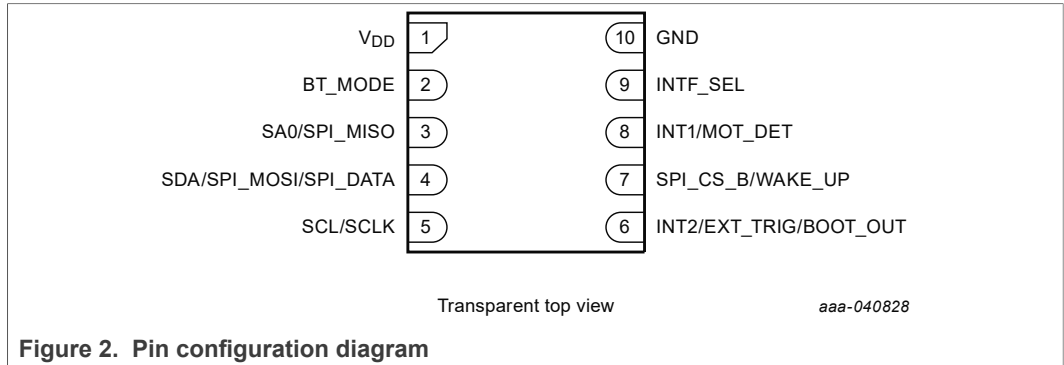 VDD 1 10 GND
BT_MODE 2 9 INTF_SEL
SA0/SPI_MISO 3 8 INT1/MOT_DET
SDA/SPI_MOSI/SPI_DATA 4 7 SPI_CS_B/WAKE_UP
SCL/SCLK 5 6 INT2/EXT_TRIG/BOOT_OUT
Transparent top view aaa-040828
Figure 2. Pin configuration diagram